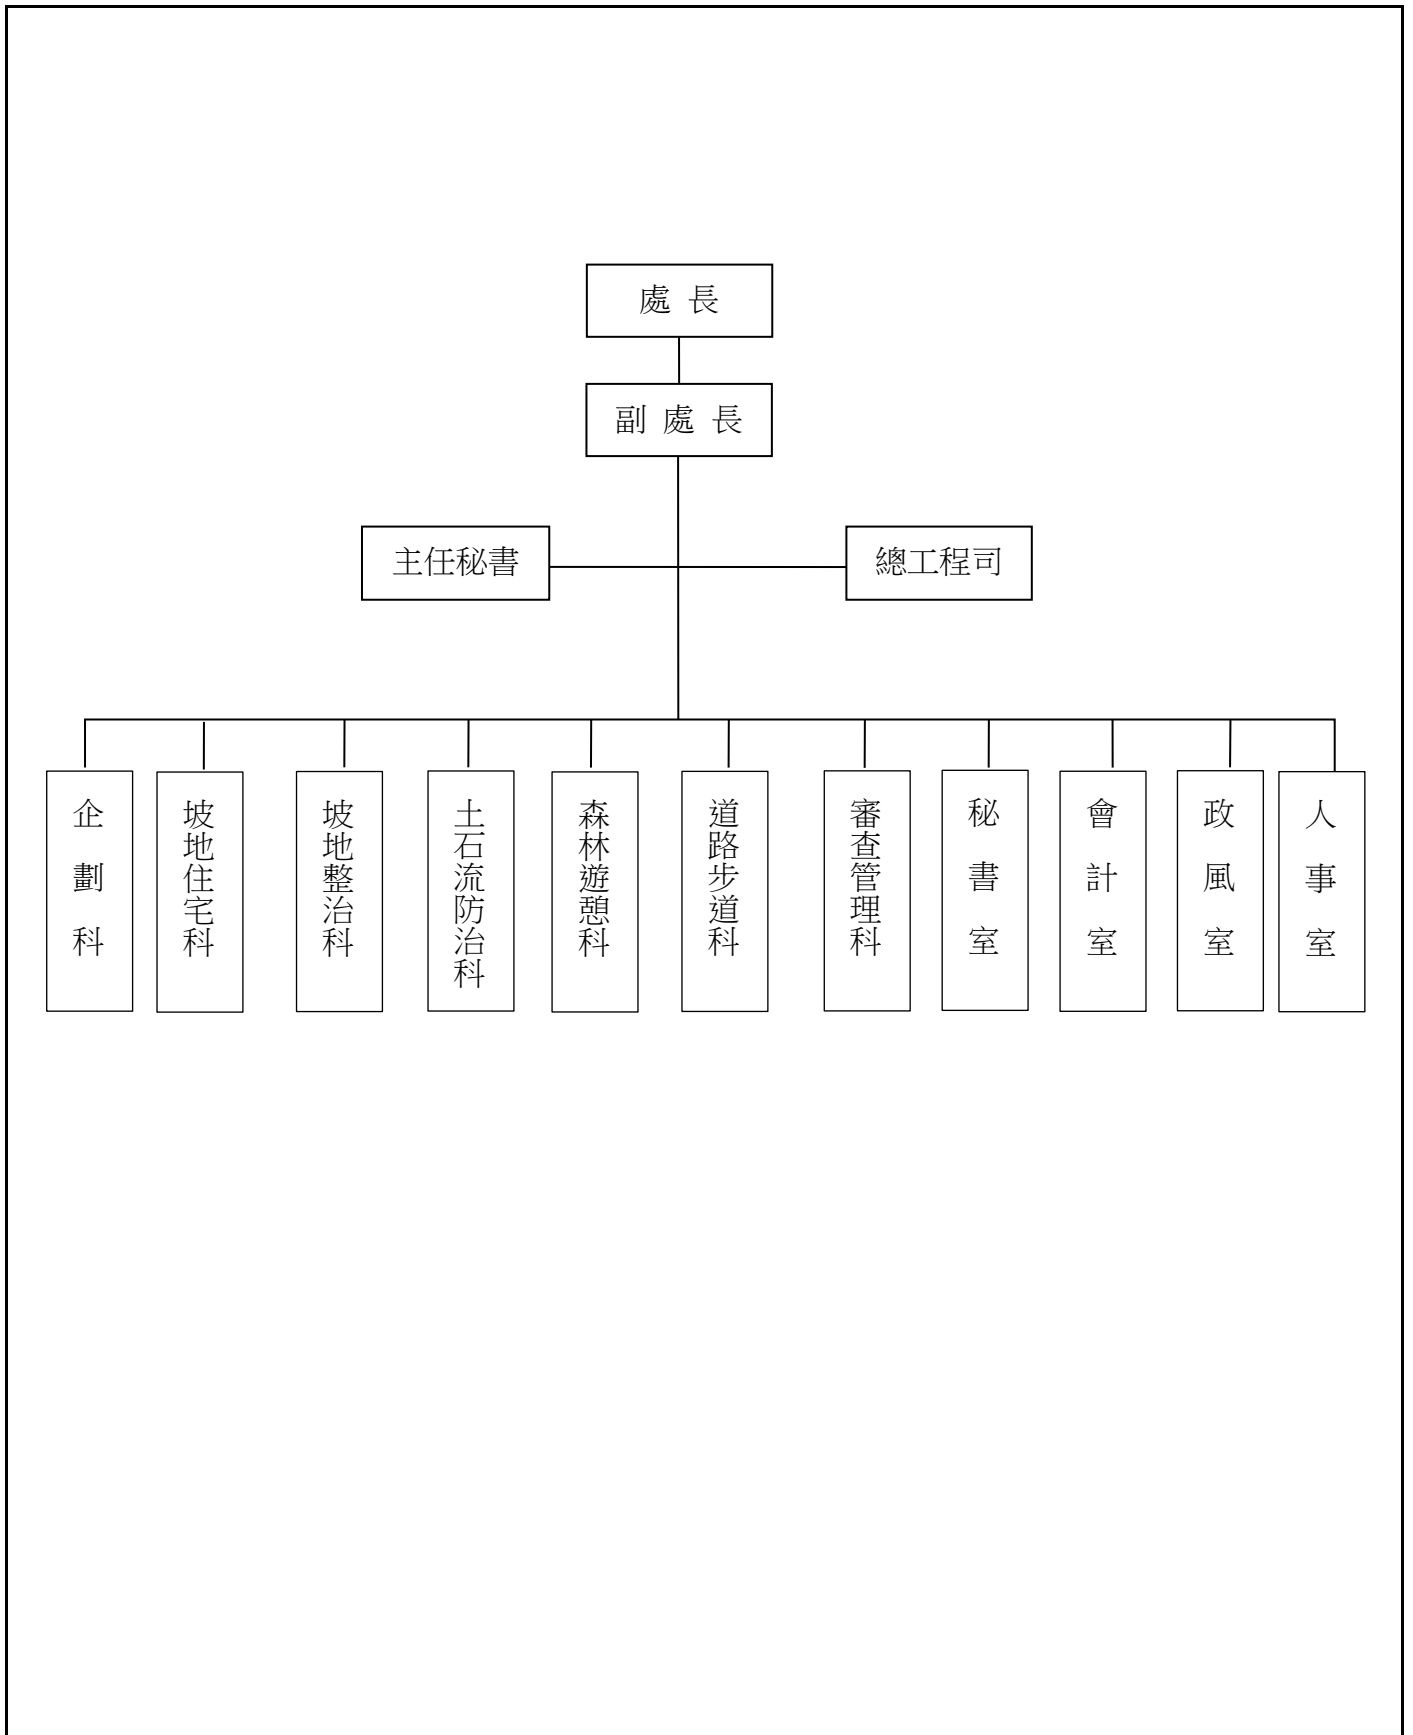 處 長
副 處 長
主任秘書
總工程司
企劃科
坡地住宅科
坡地整治科
土石流防治科
森林遊憩科
道路步道科
審查管理科
秘書室
會計室
政風室
人事室